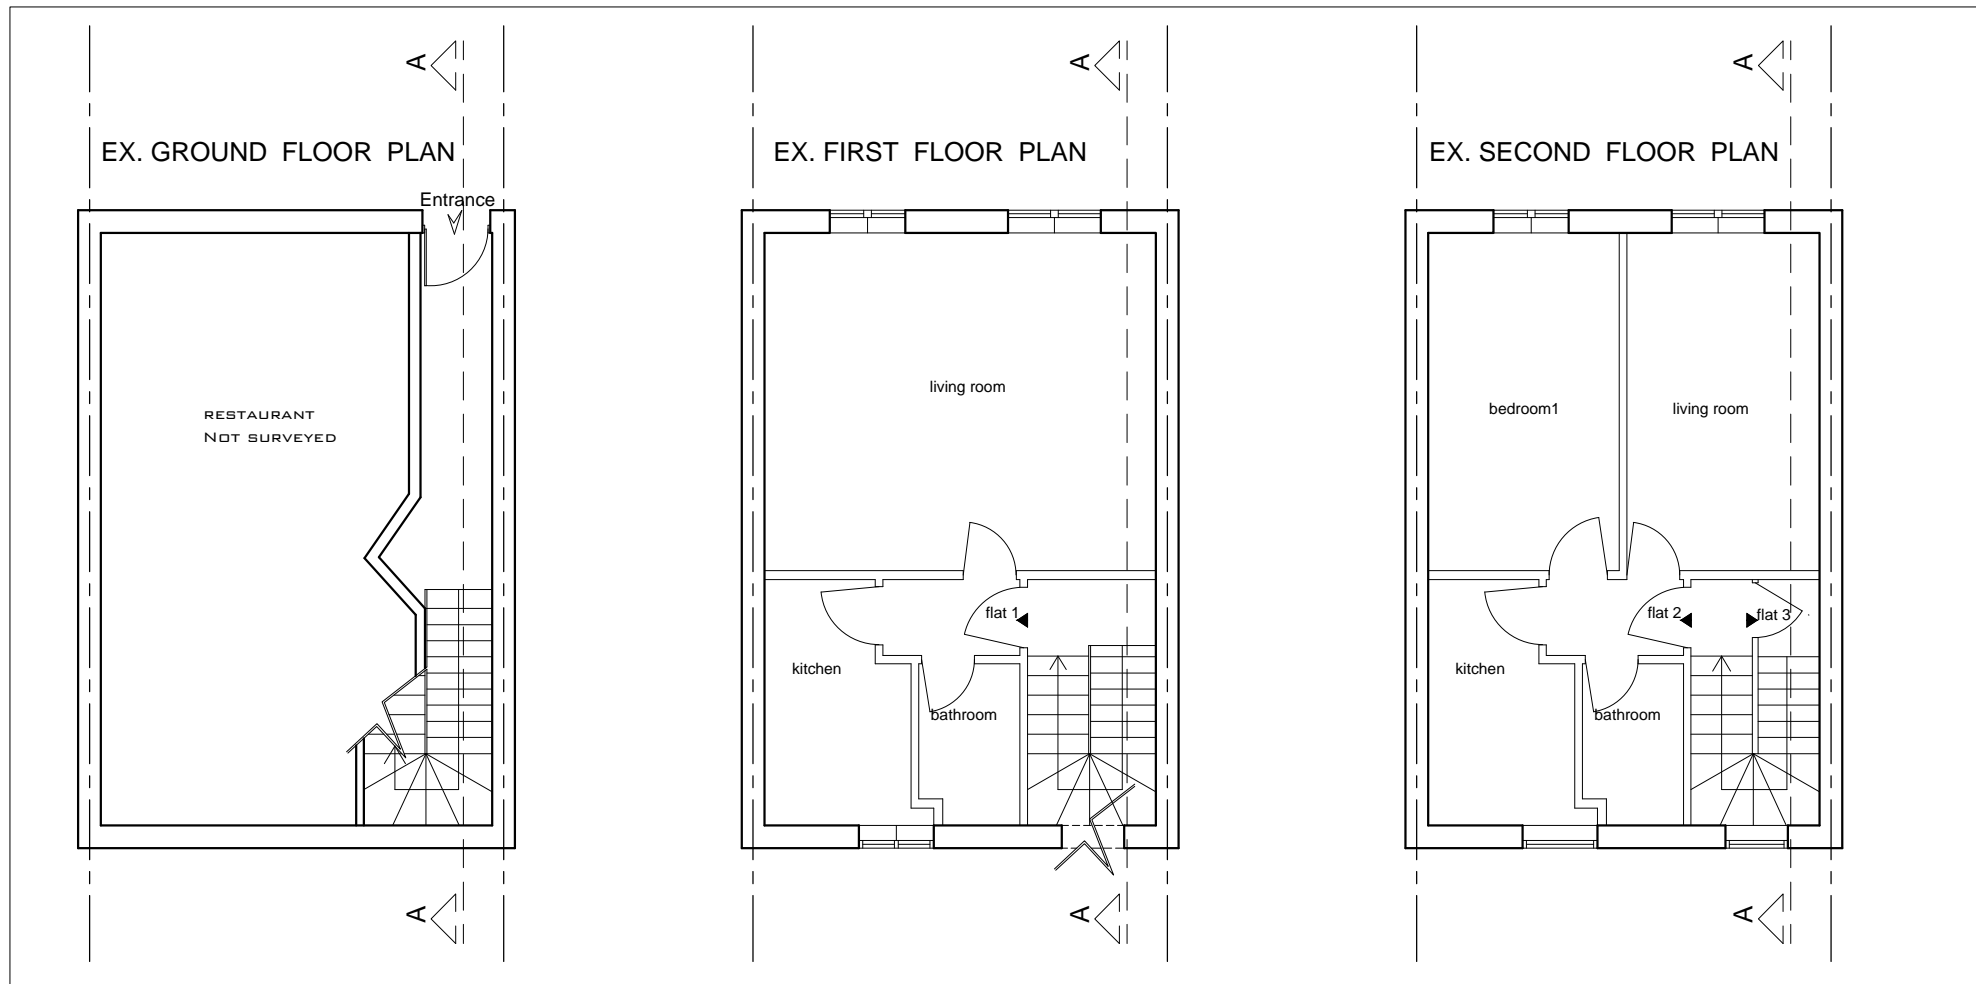 A
EX. GROUND FLOOR PLAN
Entrance
RESTAURANT
NOT SURVEYED
A
A
EX. FIRST FLOOR PLAN
living room
flat 1
kitchen
bathroom
A
A
EX. SECOND FLOOR PLAN
bedroom1
living room
flat 2
flat 3
kitchen
bathroom
A